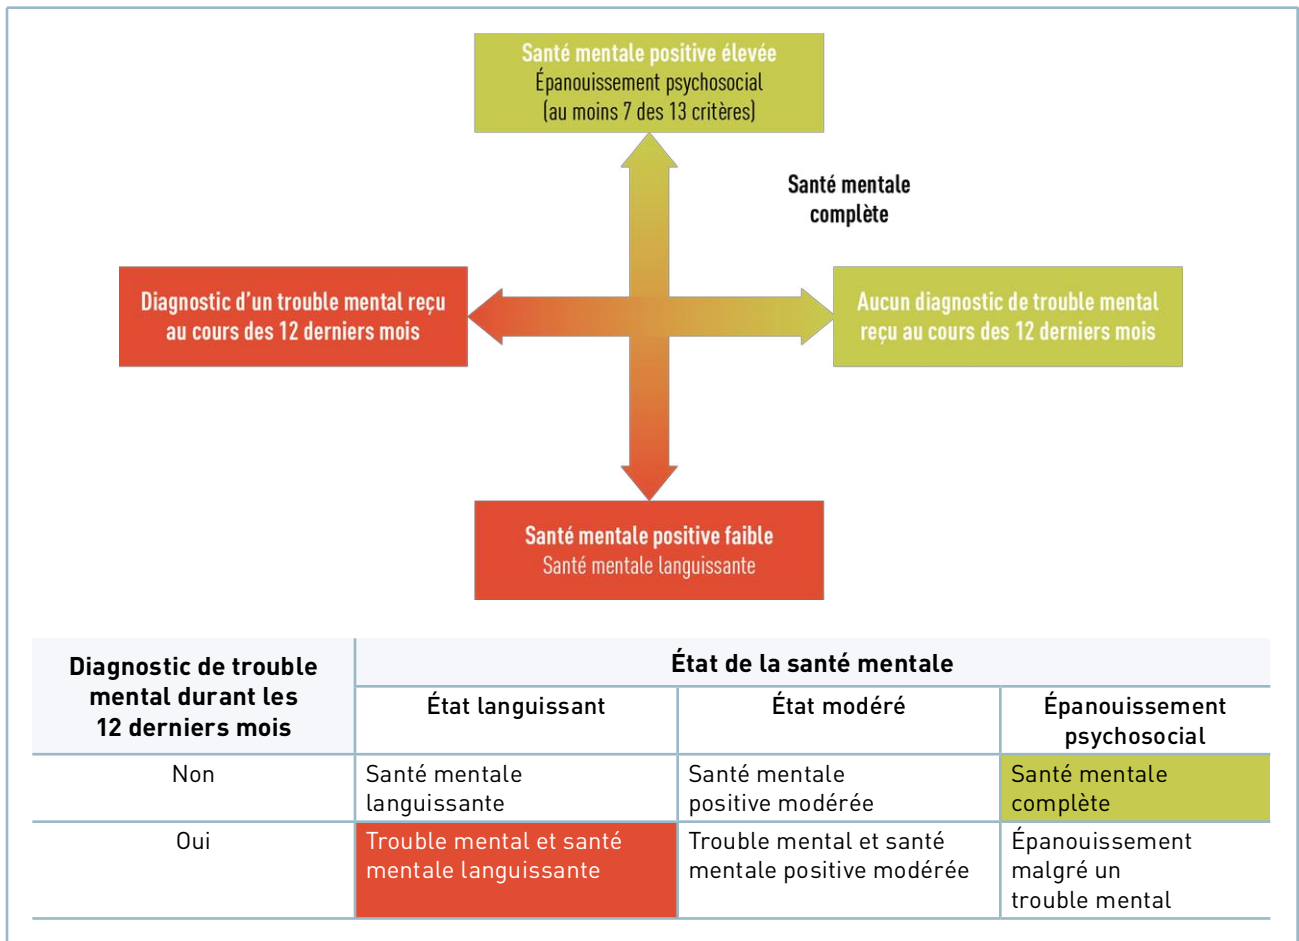 Santé mentale positive élevée
Épanouissement psychosocial
(au moins 7 des 13 critères)
Santé mentale
complète
Diagnostic d'un trouble mental reçu
au cours des 12 derniers mois
Aucun diagnostic de trouble mental
reçu au cours des 12 derniers mois
Santé mentale positive faible
Santé mentale languissante
Diagnostic de trouble
mental durant les
12 derniers mois
État de la santé mentale
État languissant
État modéré
Épanouissement
psychosocial
Non
Santé mentale
languissante
Santé mentale
positive modérée
Santé mentale
complète
Oui
Trouble mental et santé
mentale languissante
Trouble mental et santé
mentale positive modérée
Épanouissement
malgré un
trouble mental